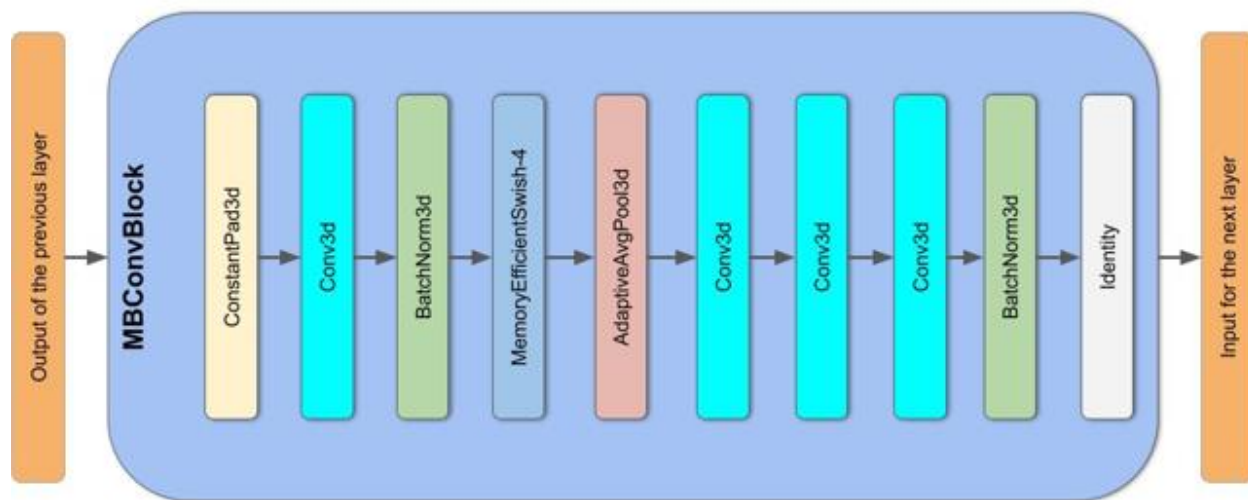 Output of the previous layer
MBConvBlock
ConstantPad3d
Conv3d
BatchNorm3d
MemoryEfficientSwish-4
AdaptiveAvgPool3d
Conv3d
Conv3d
Conv3d
BatchNorm3d
Identity
Input for the next layer